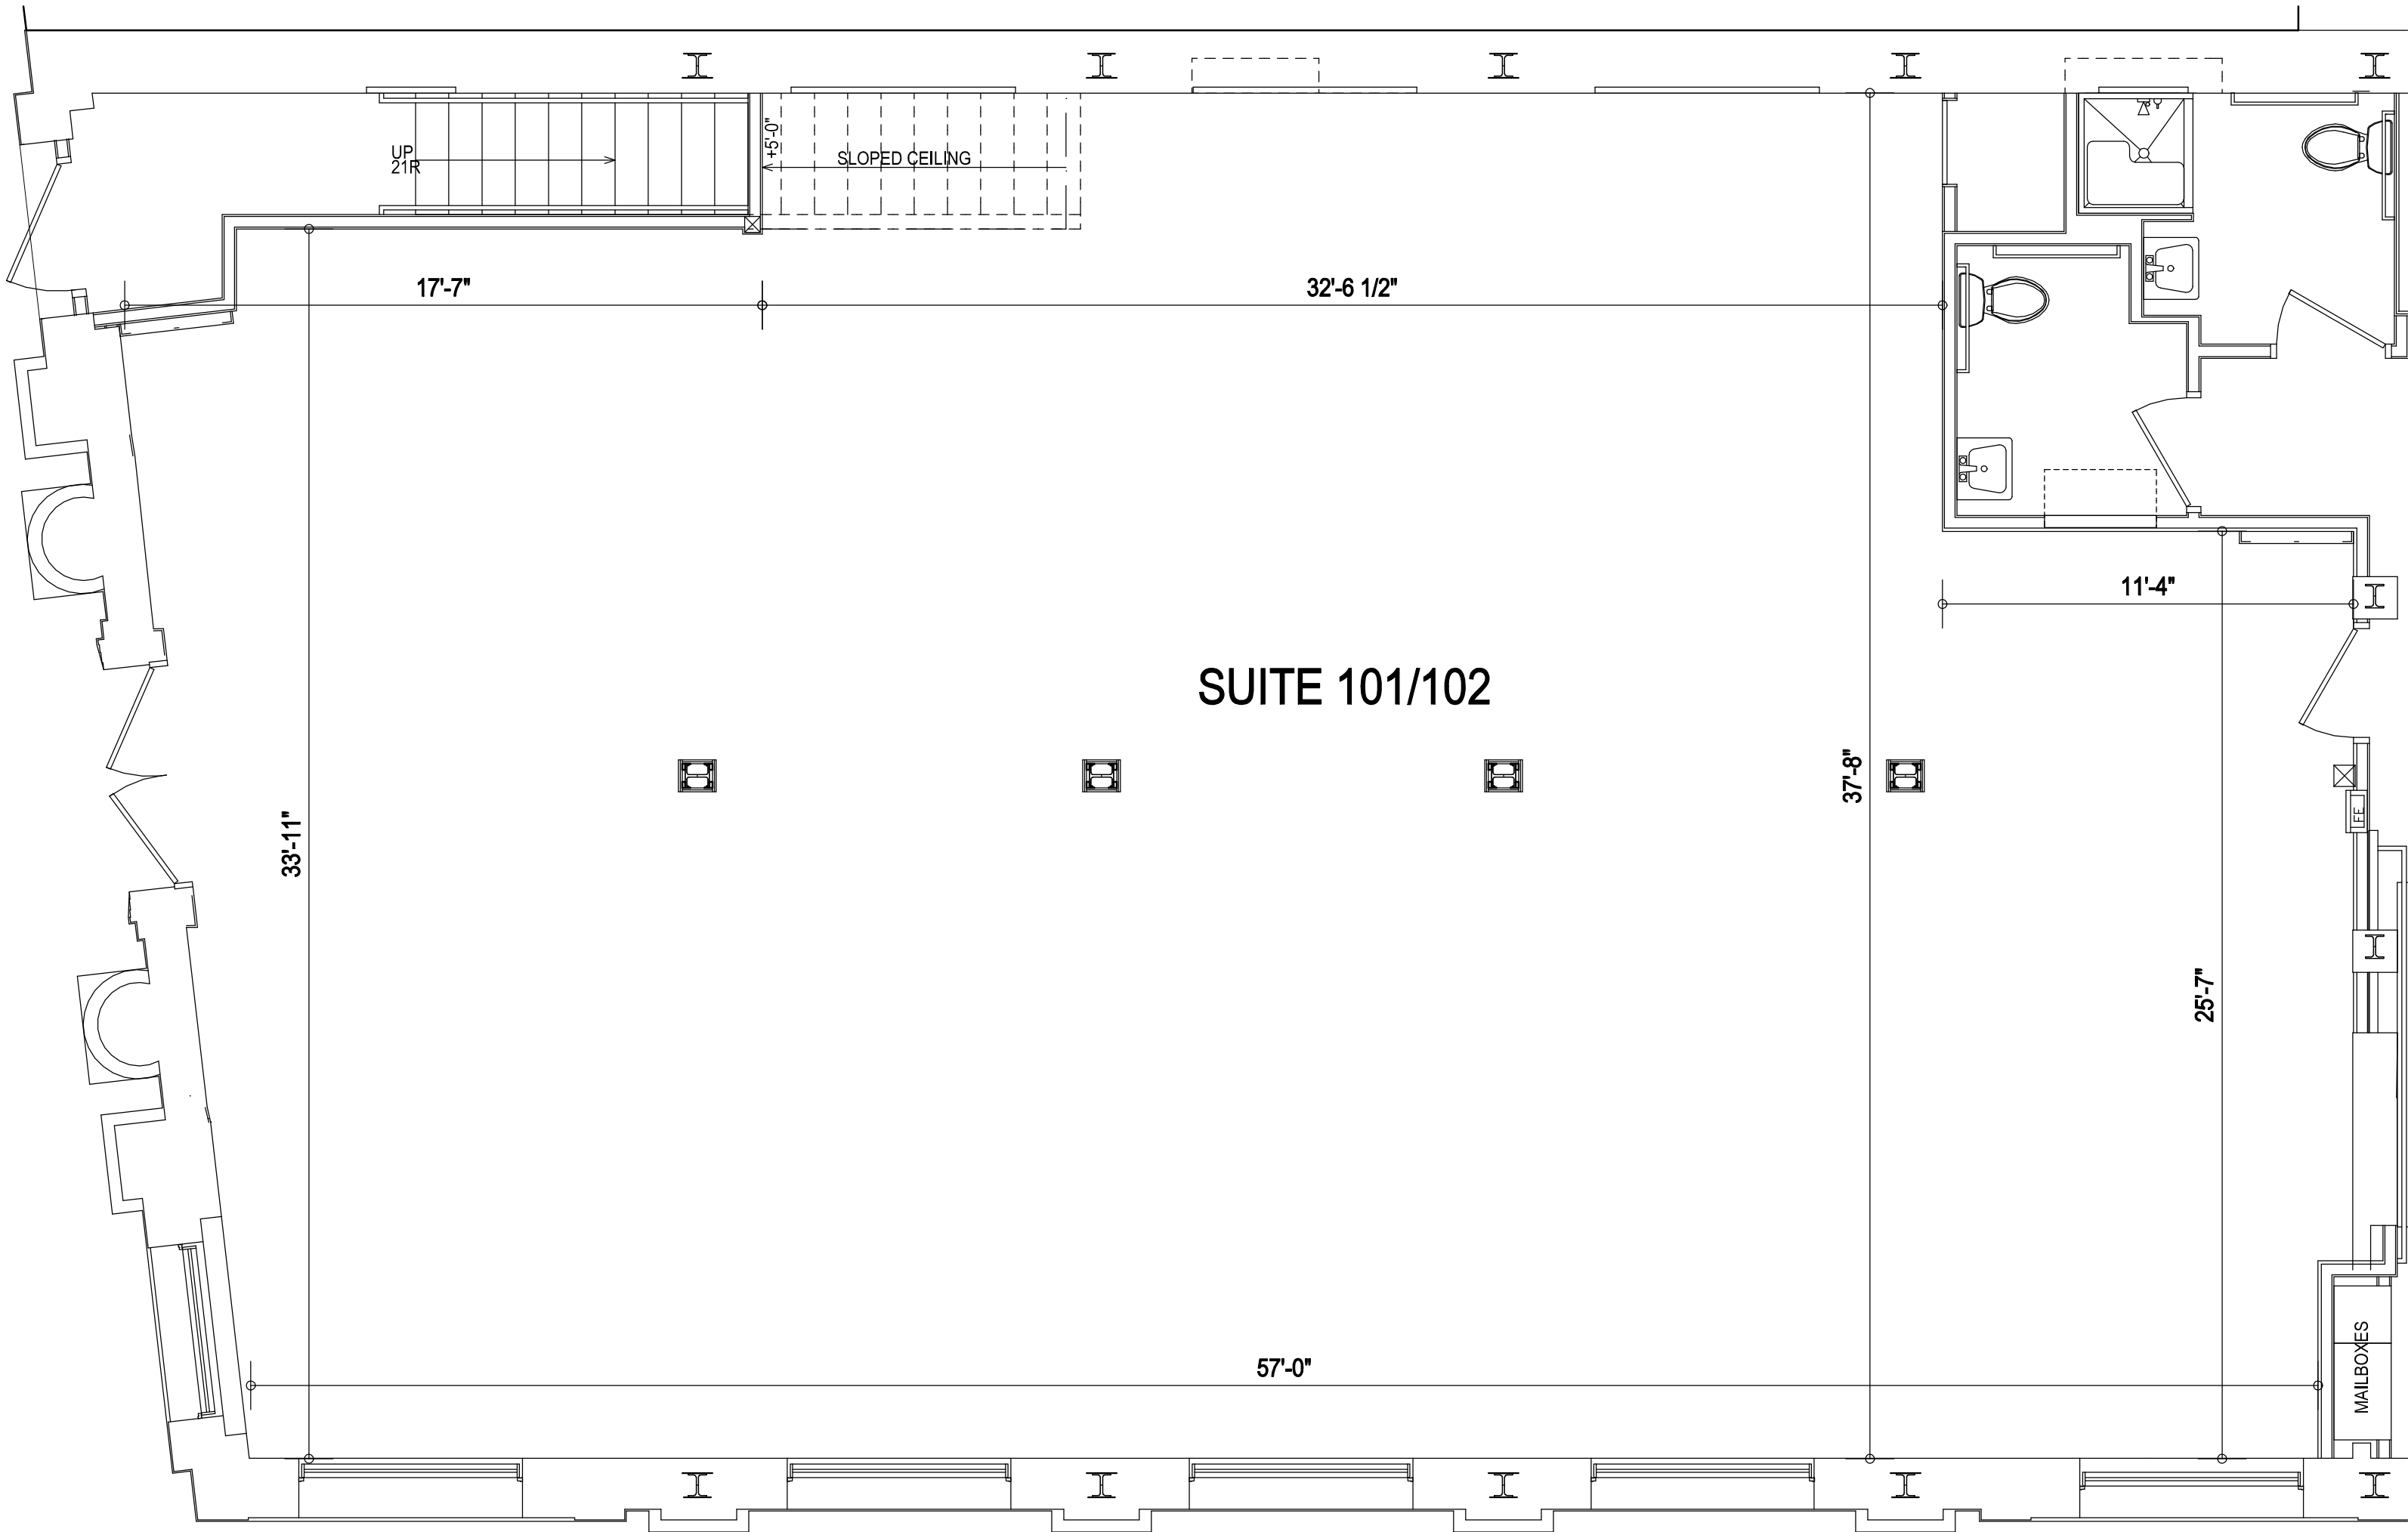 +5'-0"
UP
21R
SLOPED CEILING
17'-7"
32'-6 1/2"
11'-4"
SUITE 101/102
37'-8"
33'-11"
F.E.
25'-7"
57'-0"
MAILBOXES